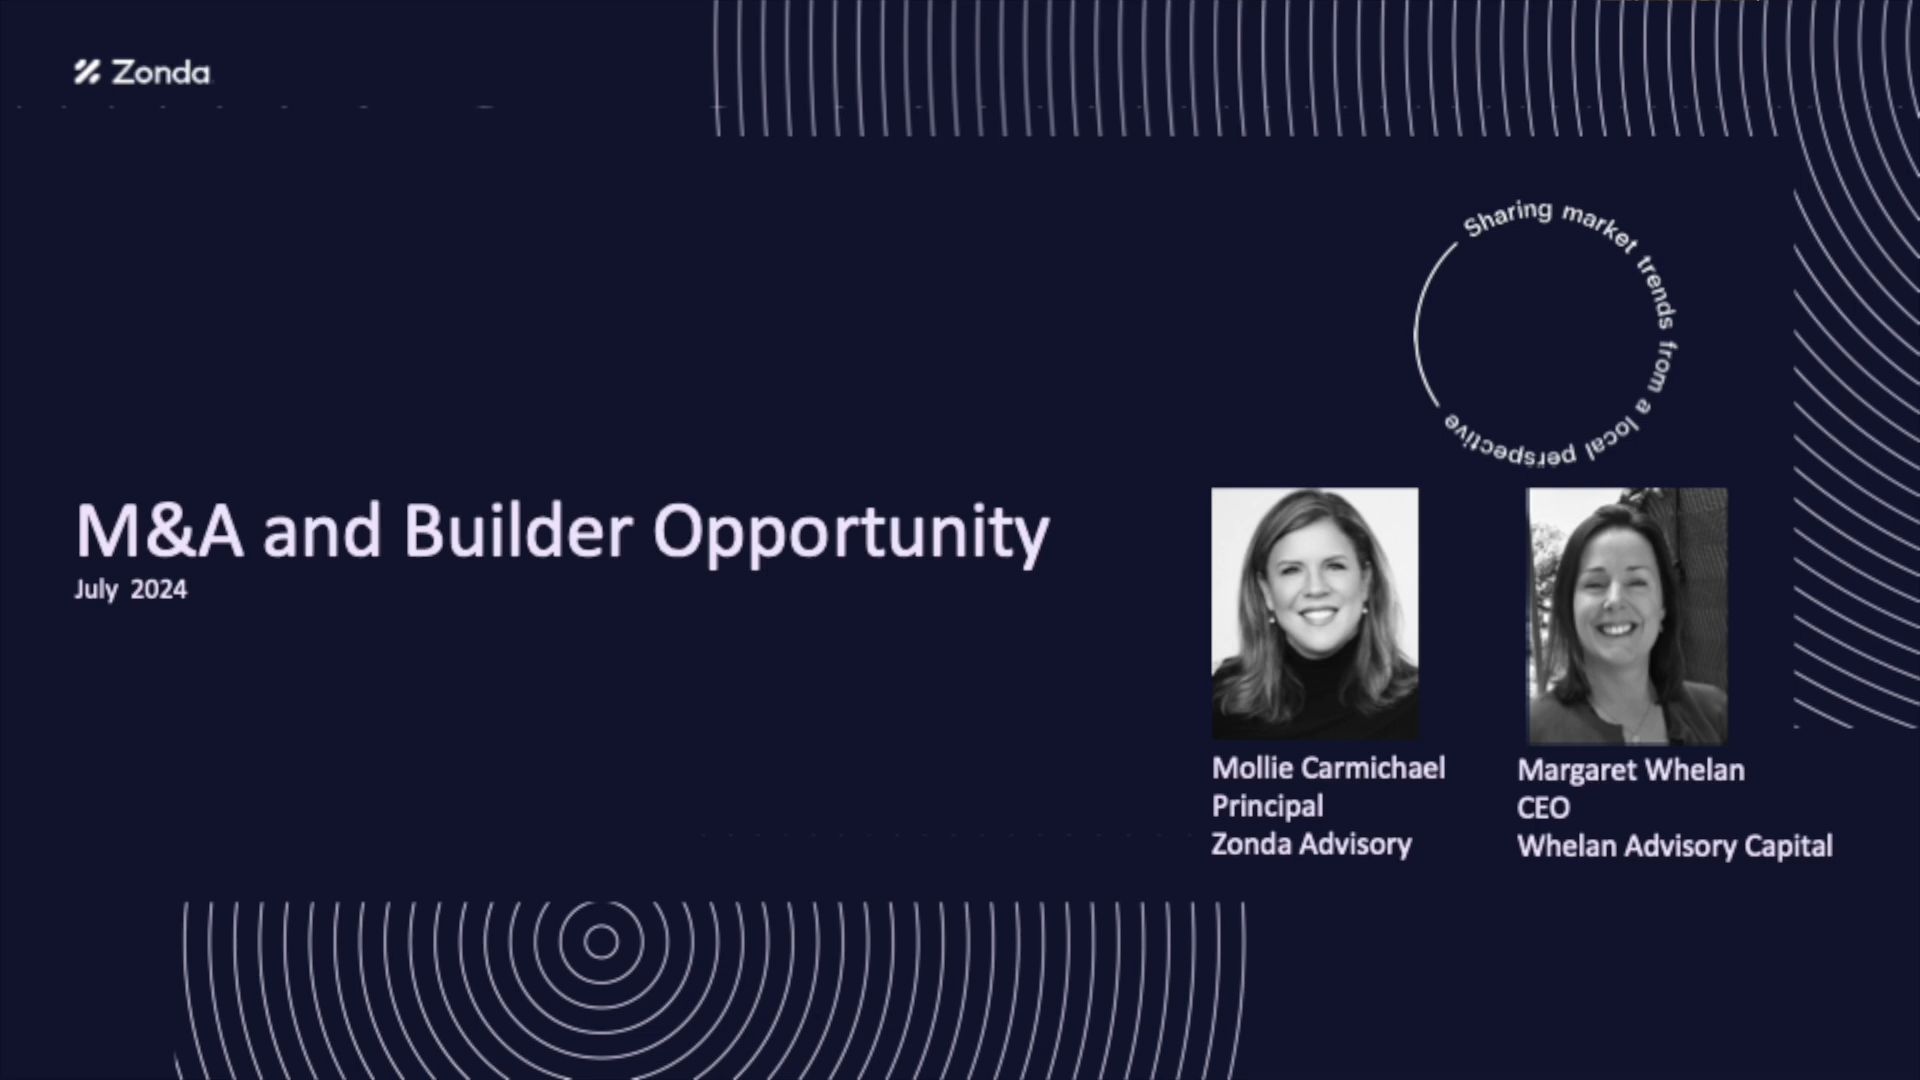 Zonda
Sharing market trends from a local perspective
M&A and Builder Opportunity
July 2024
Mollie Carmichael
Principal
Zonda Advisory
Margaret Whelan
CEO
Whelan Advisory Capital